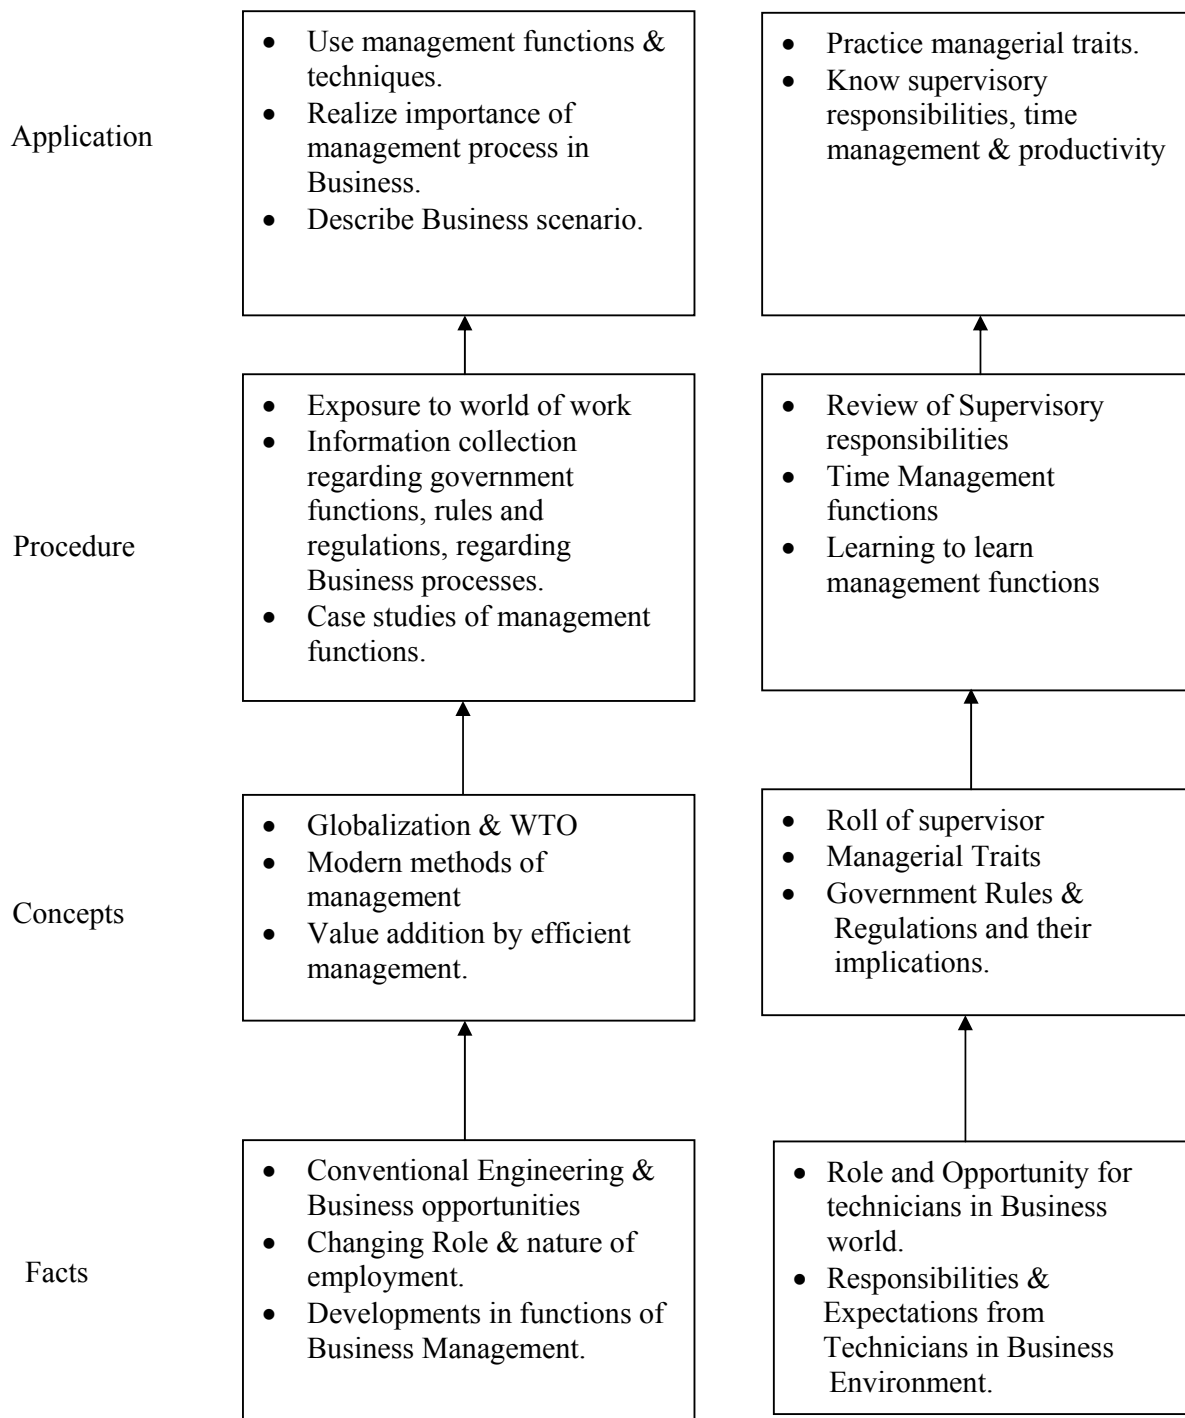 Application
• Use management functions &
techniques.
• Realize importance of
management process in
Business.
• Describe Business scenario.
• Practice managerial traits.
• Know supervisory
responsibilities, time
management & productivity
Procedure
• Exposure to world of work
• Information collection
regarding government
functions, rules and
regulations, regarding
Business processes.
• Case studies of management
functions.
• Review of Supervisory
responsibilities
• Time Management
functions
• Learning to learn
management functions
Concepts
• Globalization & WTO
• Modern methods of
management
• Value addition by efficient
management.
• Roll of supervisor
• Managerial Traits
• Government Rules &
Regulations and their
implications.
Facts
• Conventional Engineering &
Business opportunities
• Changing Role & nature of
employment.
• Developments in functions of
Business Management.
• Role and Opportunity for
technicians in Business
world.
• Responsibilities &
Expectations from
Technicians in Business
Environment.